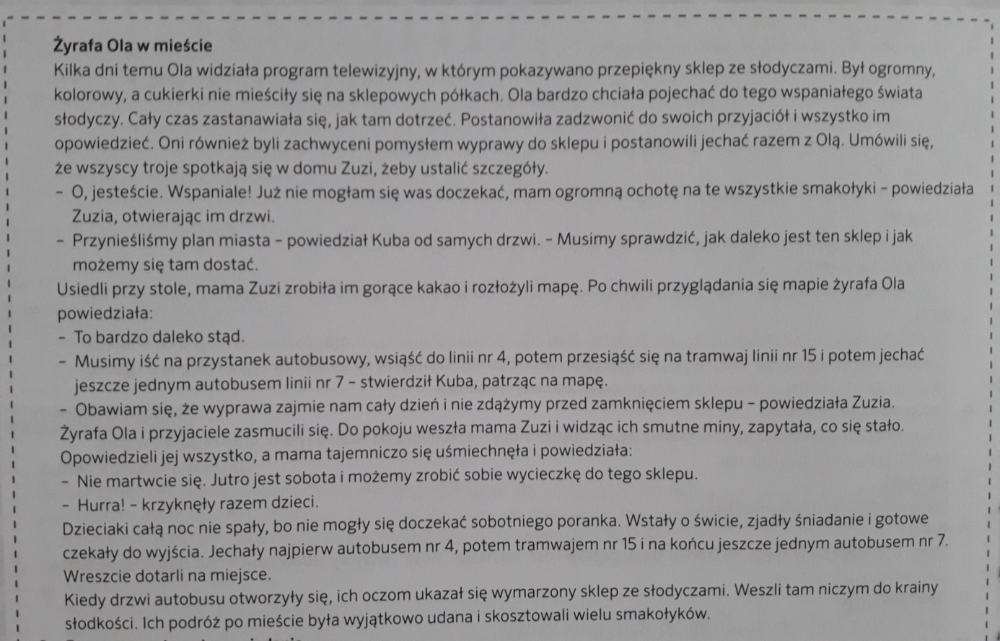 Żyrafa Ola w mieście
Kilka dni temu Ola widziała program telewizyjny, w którym pokazywano przepiękny sklep ze słodyczami. Był ogromny,
kolorowy, a cukierki nie mieściły się na sklepowych półkach. Ola bardzo chciała pojechać do tego wspaniałego świata
słodyczy. Cały czas zastanawiała się, jak tam dotrzeć. Postanowiła zadzwonić do swoich przyjaciół i wszystko im
opowiedzieć. Oni również byli zachwyceni pomysłem wyprawy do sklepu i postanowili jechać razem z Olą. Umówili się,
że wszyscy troje spotkają się w domu Zuzi, żeby ustalić szczegóły.
– O, jesteście. Wspaniale! Już nie mogłam się was doczekać, mam ogromną ochotę na te wszystkie smakołyki – powiedziała
Zuzia, otwierając im drzwi.
– Przynieśliśmy plan miasta – powiedział Kuba od samych drzwi. – Musimy sprawdzić, jak daleko jest ten sklep i jak
możemy się tam dostać.
Usiedli przy stole, mama Zuzi zrobiła im gorące kakao i rozłożyli mapę. Po chwili przyglądania się mapie żyrafa Ola
powiedziała:
– To bardzo daleko stąd.
– Musimy iść na przystanek autobusowy, wsiąść do linii nr 4, potem przesiąść się na tramwaj linii nr 15 i potem jechać
jeszcze jednym autobusem linii nr 7 – stwierdził Kuba, patrząc na mapę.
– Obawiam się, że wyprawa zajmie nam cały dzień i nie zdążymy przed zamknięciem sklepu – powiedziała Zuzia.
Żyrafa Ola i przyjaciele zasmucili się. Do pokoju weszła mama Zuzi i widząc ich smutne miny, zapytała, co się stało.
Opowiedzieli jej wszystko, a mama tajemniczo się uśmiechnęła i powiedziała:
– Nie martwcie się. Jutro jest sobota i możemy zrobić sobie wycieczkę do tego sklepu.
– Hurra! – krzyknęły razem dzieci.
Dzieciaki całą noc nie spały, bo nie mogły się doczekać sobotniego poranka. Wstały o świcie, zjadły śniadanie i gotowe
czekały do wyjścia. Jechały najpierw autobusem nr 4, potem tramwajem nr 15 i na końcu jeszcze jednym autobusem nr 7.
Wreszcie dotarli na miejsce.
Kiedy drzwi autobusu otworzyły się, ich oczom ukazał się wymarzony sklep ze słodyczami. Weszli tam niczym do krainy
słodkości. Ich podróż po mieście była wyjątkowo udana i skosztowali wielu smakołyków.